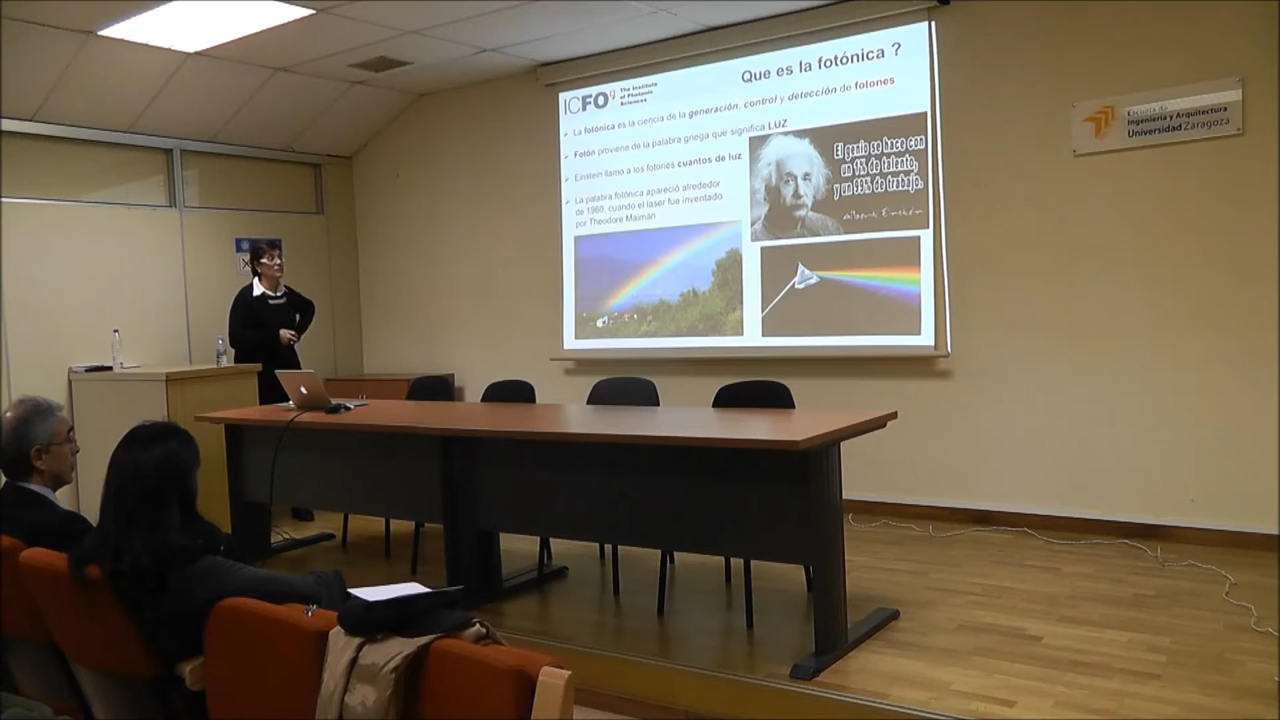 Que es la fotónica ?
ICFO
The Institute
of Photonic
Sciences
La fotónica es la ciencia de la generación, control y detección de fotones
Fotón proviene de la palabra griega que significa LUZ
Einstein llamo a los fotones cuantos de luz
La palabra fotónica apareció alrededor
de 1960, cuando el laser fue inventado
por Theodore Maiman
El genio se hace con
un 1% de talento,
y un 99% de trabajo.
Albert Einstein
Escuela de
Ingeniería y Arquitectura
Universidad Zaragoza